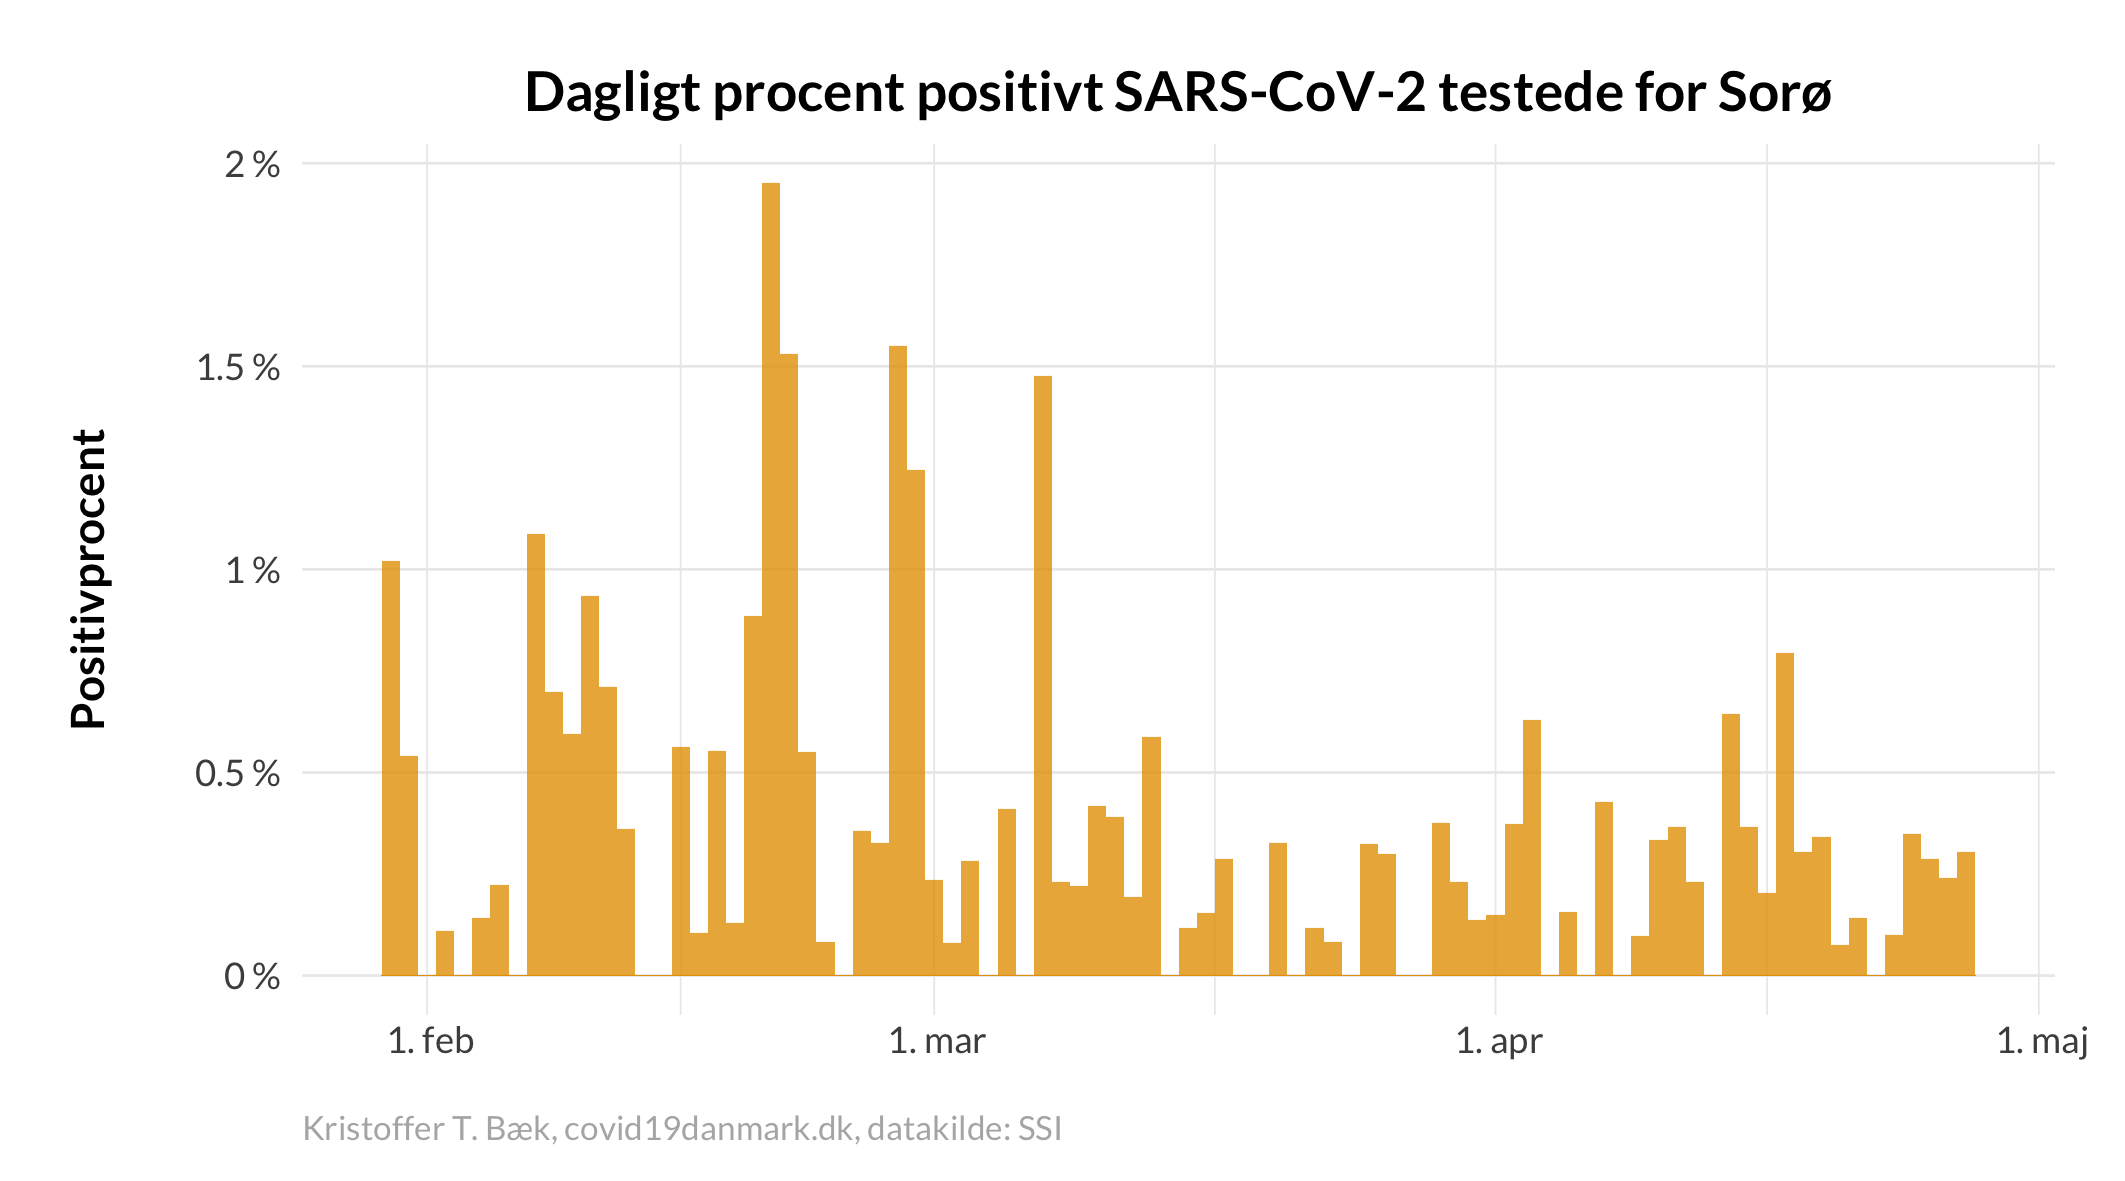 Dagligt procent positivt SARS-CoV-2 testede for Sorø
Positivprocent
2 %
1.5 %
1 %
0.5 %
0 %
1. feb
1. mar
1. apr
1. maj
Kristoffer T. Bæk, covid19danmark.dk, datakilde: SSI